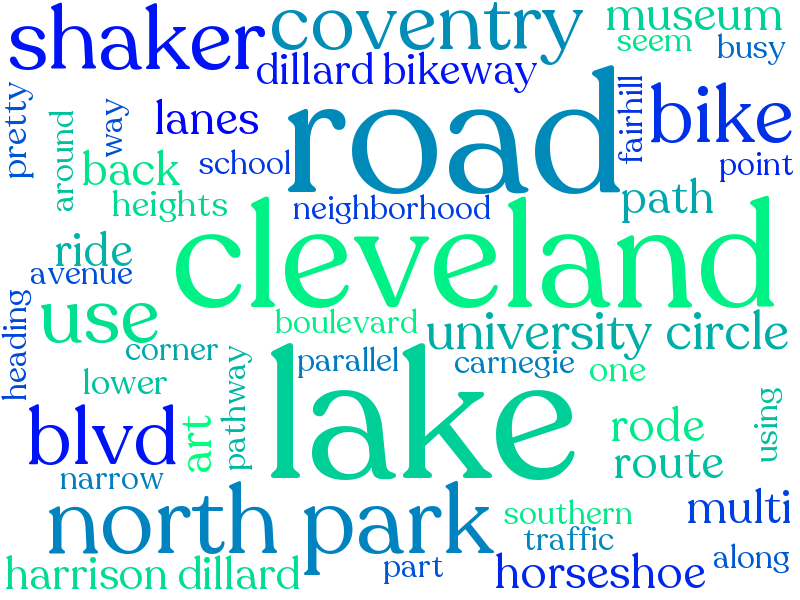 shaker coventry museum
seem busy
dillard bikeway
pretty way lanes road fairhill bike
around back school point
heights neighborhood path
ride cleveland
avenue
heading use boulevard university circle
corner parallel carnegie one
lower pathway lake using
blvd art rode
narrow route
north park multi
southern
traffic
harrison dillard part horseshoe along